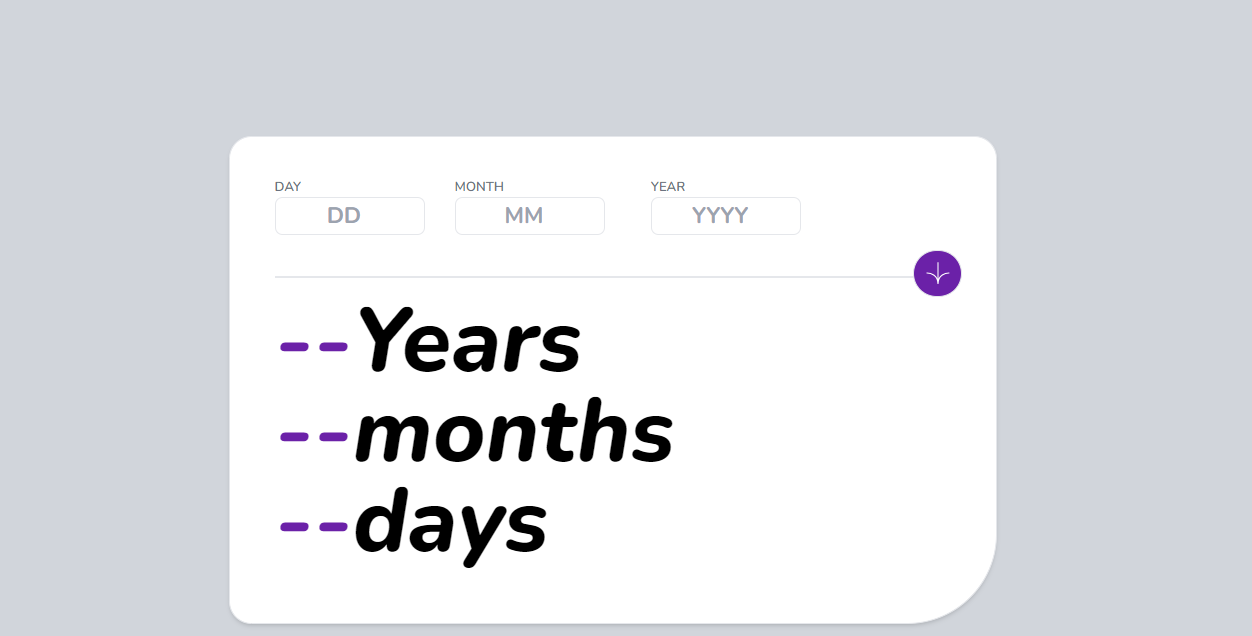 DAY MONTH YEAR
DD MM YYYY
--Years
--months
--days